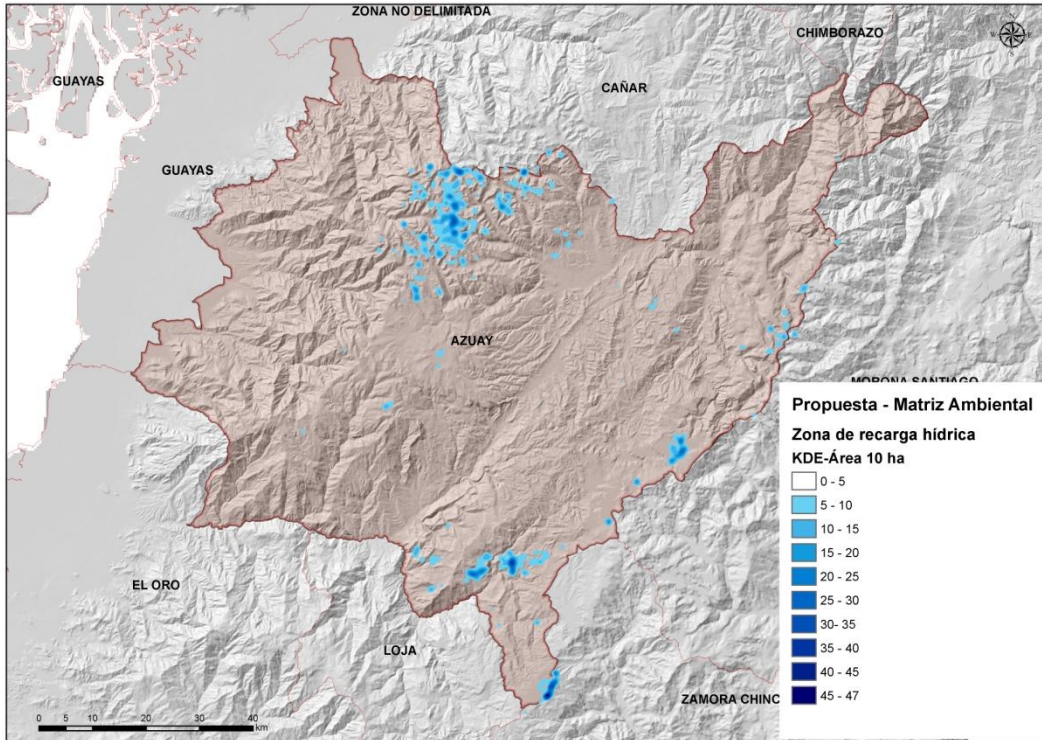 ZONA NO DELIMITADA
CHIMBORAZO
N
W
E
S
GUAYAS
CAÑAR
GUAYAS
AZUAY
MORONA SANTIAGO
Propuesta - Matriz Ambiental
Zona de recarga hídrica
KDE-Área 10 ha
0 - 5
5 - 10
10 - 15
15 - 20
20 - 25
25 - 30
30- 35
35 - 40
40 - 45
45 - 47
EL ORO
LOJA
ZAMORA CHINC
0 5 10 20 30 40
km